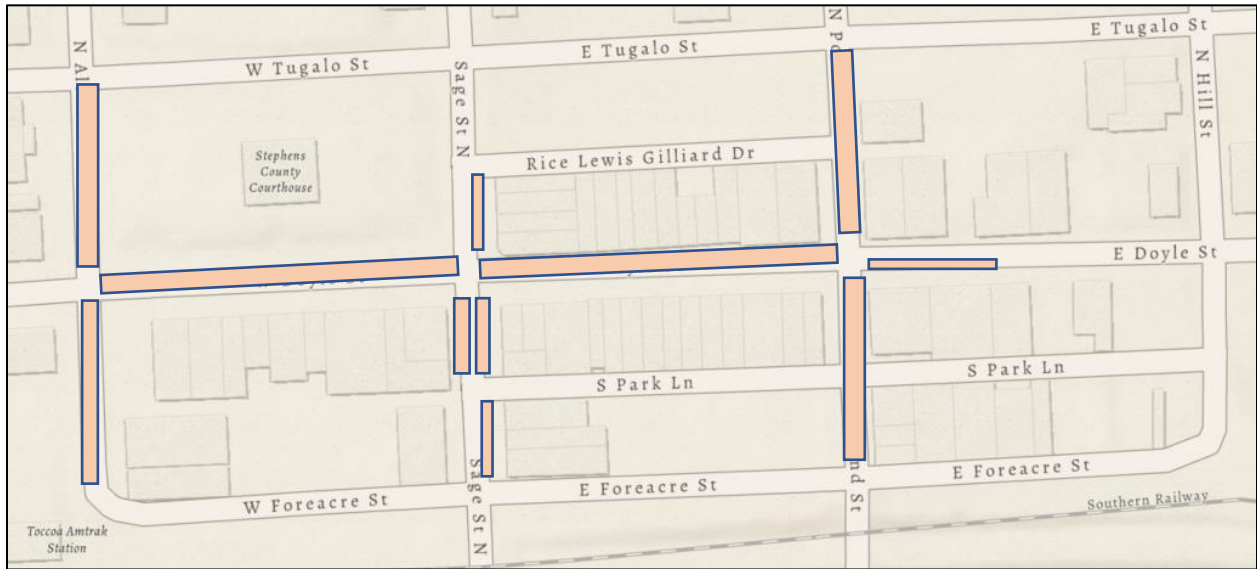 E Tugalo St
E Tugalo St
W Tugalo St
Sage St N
N Hill St
Stephens
County
Courthouse
Rice Lewis Gilliard Dr
E Doyle St
S Park Ln
S Park Ln
E Foreacre St
E Foreacre St
W Foreacre St
Sage St N
nd St
Southern Railway
Toccoa Amtrak
Station